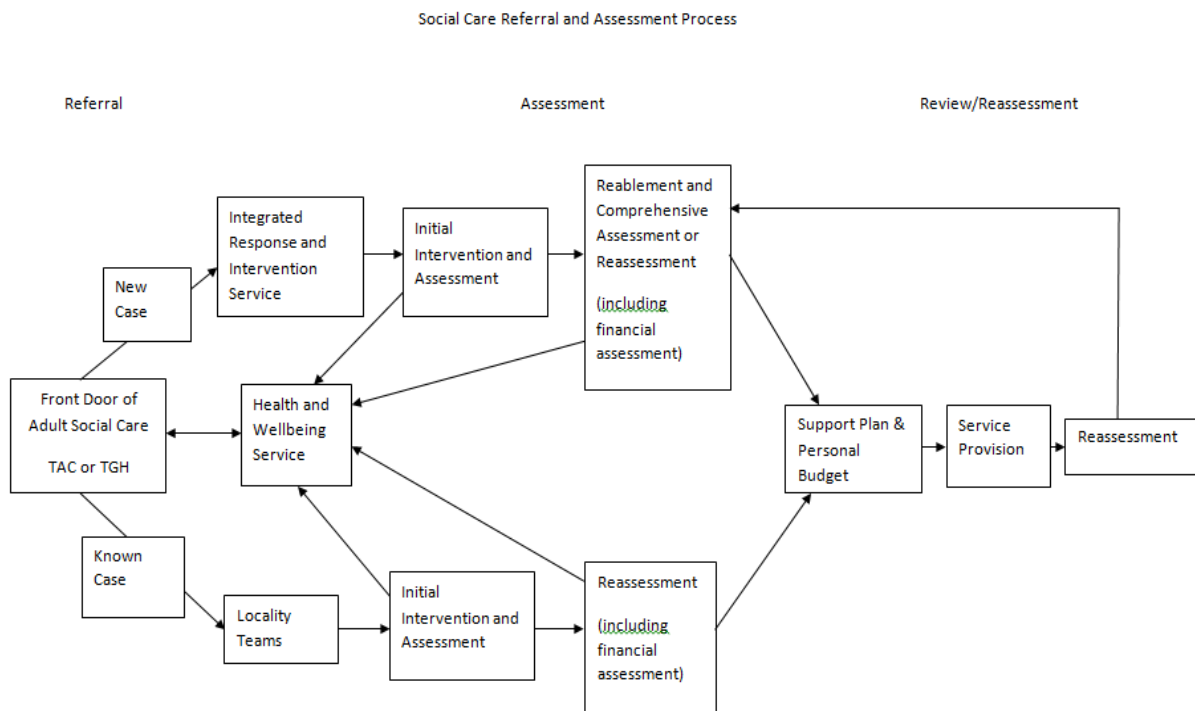 Social Care Referral and Assessment Process
Referral
Assessment
Review/Reassessment
New
Case
Integrated
Response and
Intervention
Service
Initial
Intervention and
Assessment
Reablement and
Comprehensive
Assessment or
Reassessment
(including
financial
assessment)
Front Door of
Adult Social Care
TAC or TGH
Health and
Wellbeing
Service
Support Plan &
Personal
Budget
Service
Provision
Reassessment
Known
Case
Locality
Teams
Initial
Intervention and
Assessment
Reassessment
(including
financial
assessment)